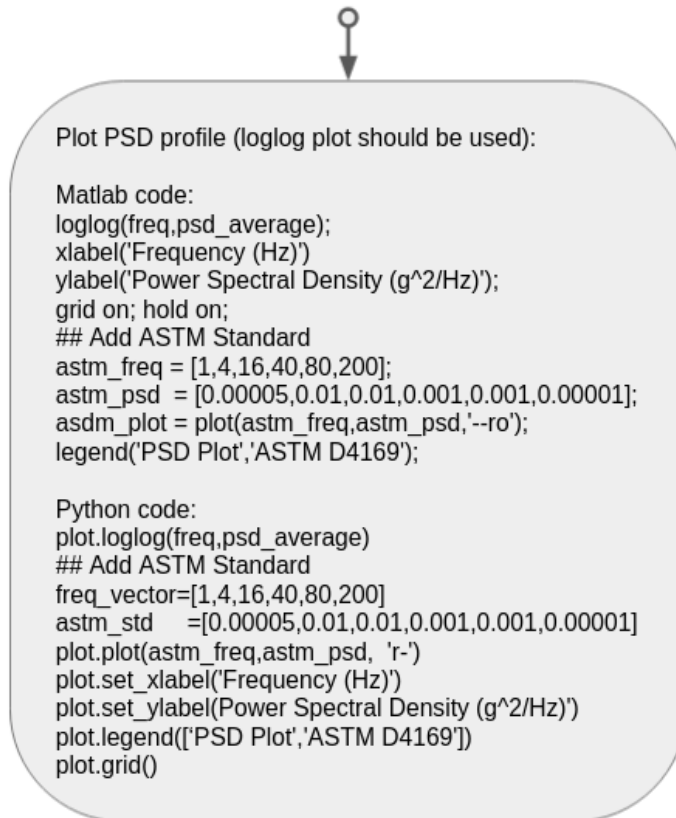 Plot PSD profile (loglog plot should be used):
Matlab code:
loglog(freq,psd_average);
xlabel('Frequency (Hz)')
ylabel('Power Spectral Density (g^2/Hz)');
grid on; hold on;
## Add ASTM Standard
astm_freq = [1,4,16,40,80,200];
astm_psd  = [0.00005,0.01,0.01,0.001,0.001,0.00001];
asdm_plot = plot(astm_freq,astm_psd,'--ro');
legend('PSD Plot','ASTM D4169');
Python code:
plot.loglog(freq,psd_average)
## Add ASTM Standard
freq_vector=[1,4,16,40,80,200]
astm_std     =[0.00005,0.01,0.01,0.001,0.001,0.00001]
plot.plot(astm_freq,astm_psd,  'r-')
plot.set_xlabel('Frequency (Hz)')
plot.set_ylabel(Power Spectral Density (g^2/Hz)')
plot.legend([‘PSD Plot','ASTM D4169'])
plot.grid()